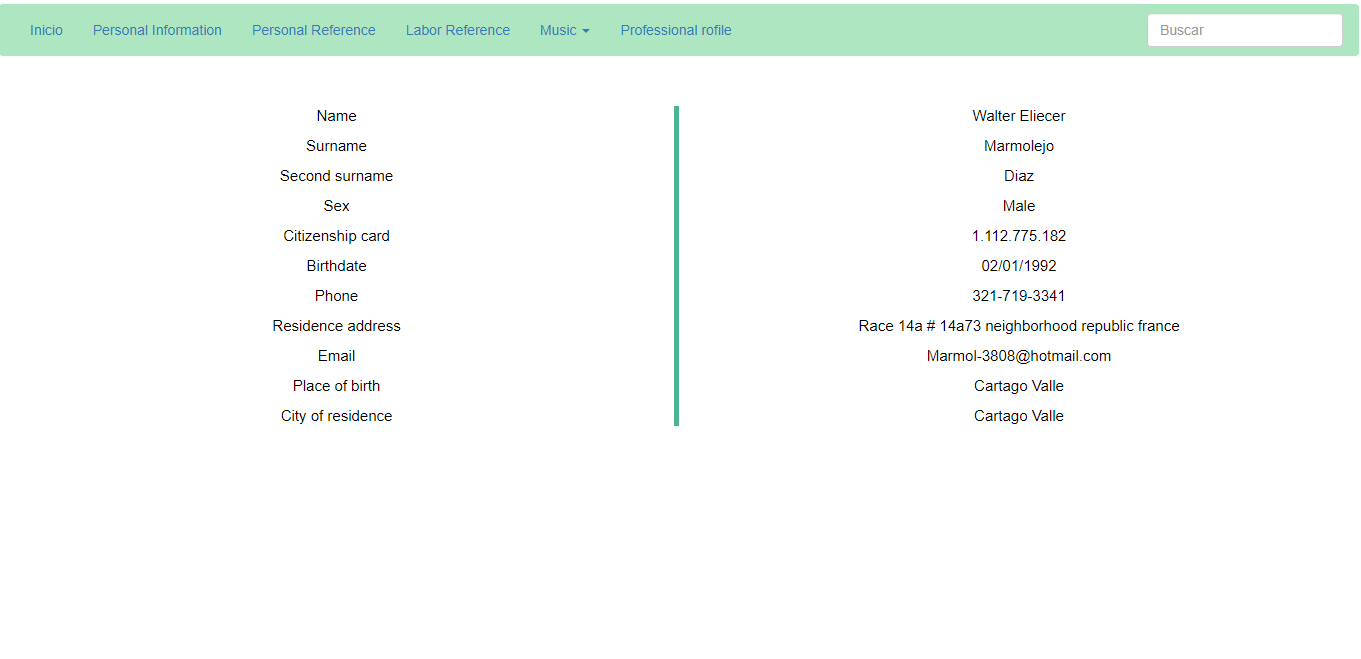 Inicio Personal Information Personal Reference Labor Reference Music Professional rofile Buscar
Name Walter Eliecer
Surname Marmolejo
Second surname Diaz
Sex Male
Citizenship card 1.112.775.182
Birthdate 02/01/1992
Phone 321-719-3341
Residence address Race 14a # 14a73 neighborhood republic france
Email Marmol-3808@hotmail.com
Place of birth Cartago Valle
City of residence Cartago Valle